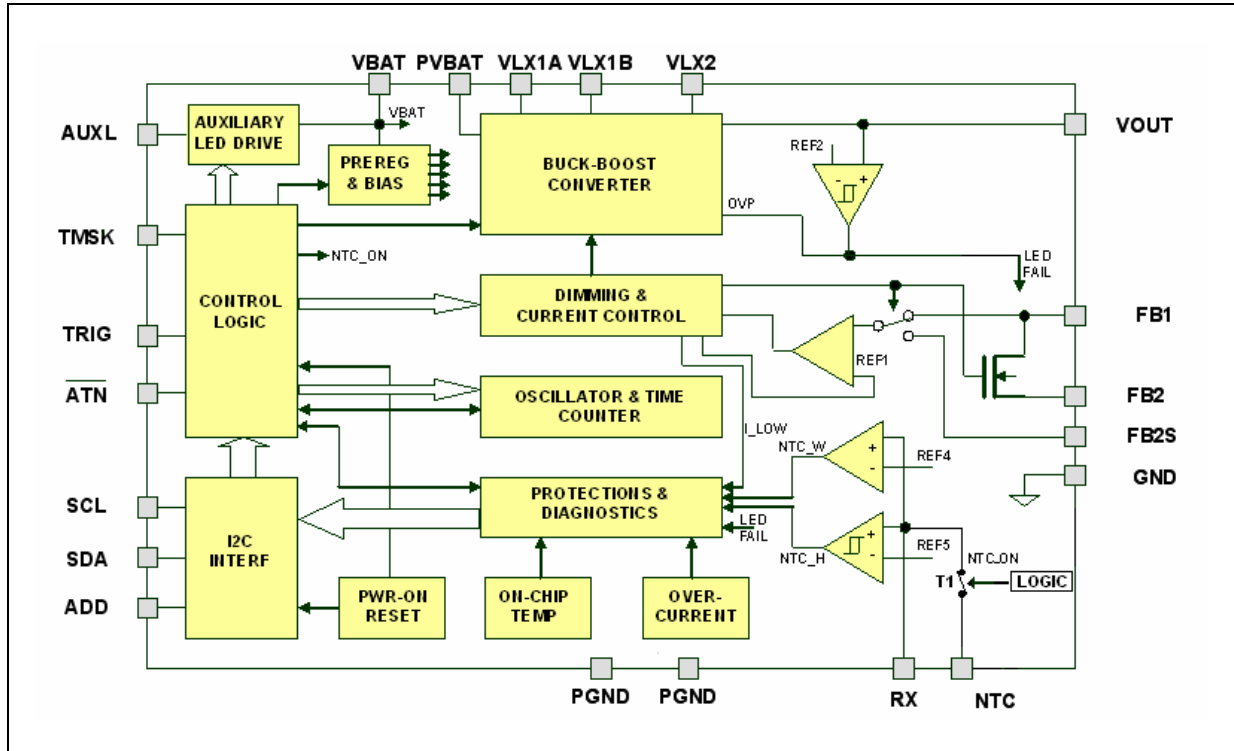 VBAT PVBAT VLX1A VLX1B VLX2
AUXL
AUXILIARY
LED DRIVE
VBAT
PREREG
& BIAS
BUCK-BOOST
CONVERTER
REF2
- +
VOUT
OVP
LED
FAIL
TMSK
NTC_ON
CONTROL
LOGIC
DIMMING &
CURRENT CONTROL
REF1
FB1
TRIG
ATN
OSCILLATOR & TIME
COUNTER
FB2
FB2S
I_LOW
NTC_W
+
-
REF4
GND
SCL
SDA
ADD
I2C
INTERF
PROTECTIONS &
DIAGNOSTICS
LED
FAIL
NTC_H
+
-
REF5
NTC_ON
T1
LOGIC
PWR-ON
RESET
ON-CHIP
TEMP
OVER-
CURRENT
PGND PGND RX NTC